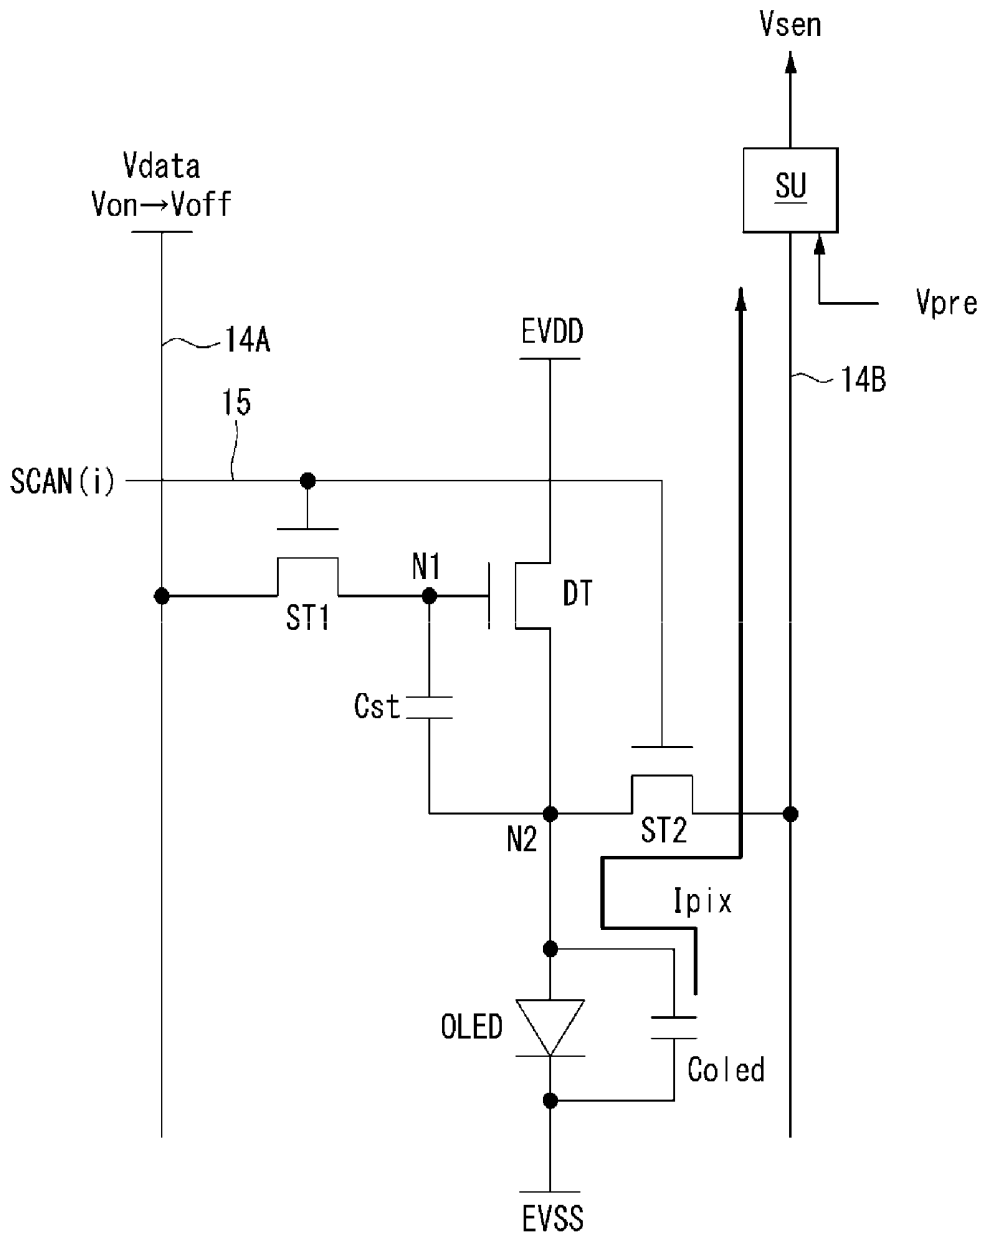 Vsen
Vdata
Von→Voff
SU
Vpre
EVDD
14A
14B
15
SCAN(i)
N1
DT
ST1
Cst
N2
ST2
Ipix
OLED
Coled
EVSS